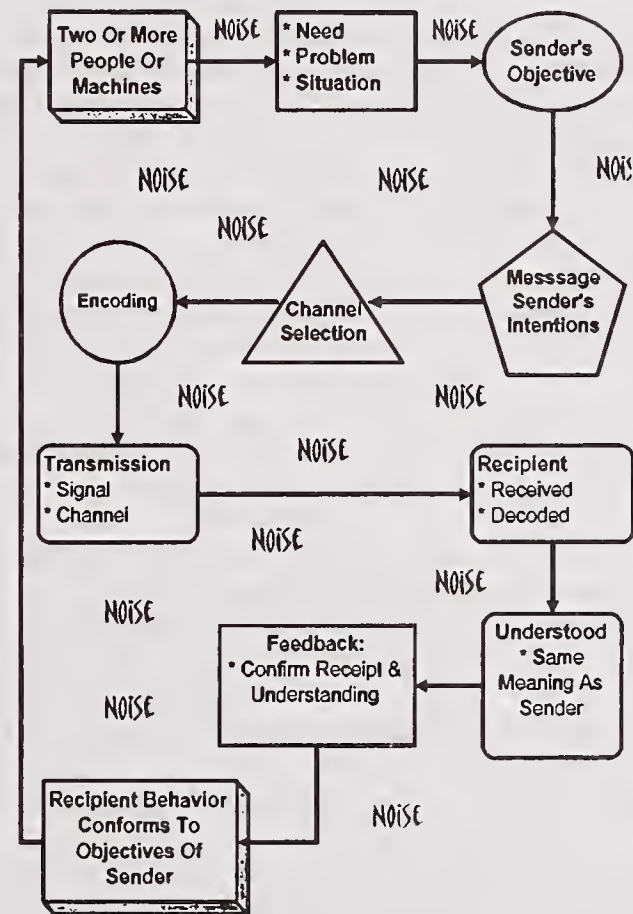 Two Or More
People Or
Machines
NOiSE
* Need
* Problem
* Situation
NOiSE
Sender's
Objective
NOiSE
NOiSE
NOiSE
NOiSE
Encoding
Channel
Selection
Messsage
Sender's
Intentions
NOiSE
NOiSE
Transmission
* Signal
* Channel
NOiSE
Recipient
* Received
* Decoded
NOiSE
NOiSE
NOiSE
Feedback:
* Confirm Receipl &
Understanding
Understood
* Same
Meaning As
Sender
NOiSE
NOiSE
Recipient Behavior
Conforms To
Objectives Of
Sender